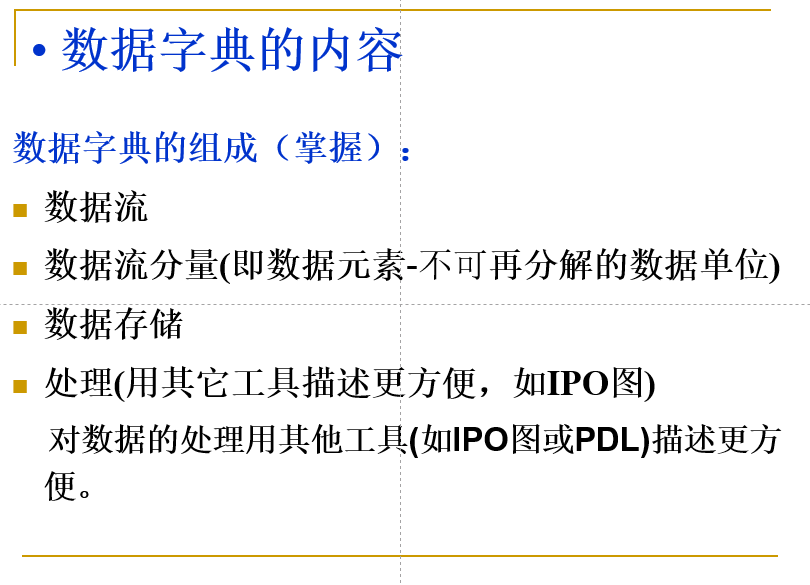 • 数据字典的内容
数据字典的组成（掌握）：
数据流
数据流分量(即数据元素-不可再分解的数据单位)
数据存储
处理(用其它工具描述更方便，如IPO图)
对数据的处理用其他工具(如IPO图或PDL)描述更方
便。